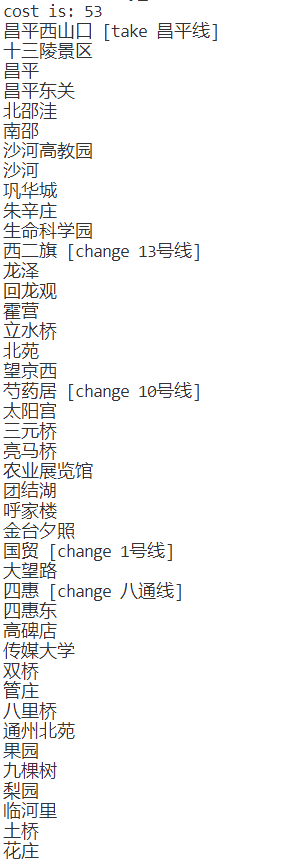 cost is: 53
昌平西山口 [take 昌平线]
十三陵景区
昌平
昌平东关
北邵洼
南邵
沙河高教园
沙河
巩华城
朱辛庄
生命科学园
西二旗 [change 13号线]
龙泽
回龙观
霍营
立水桥
北苑
望京西
芍药居 [change 10号线]
太阳宫
三元桥
亮马桥
农业展览馆
团结湖
呼家楼
金台夕照
国贸 [change 1号线]
大望路
四惠 [change 八通线]
四惠东
高碑店
传媒大学
双桥
管庄
八里桥
通州北苑
果园
九棵树
梨园
临河里
土桥
花庄